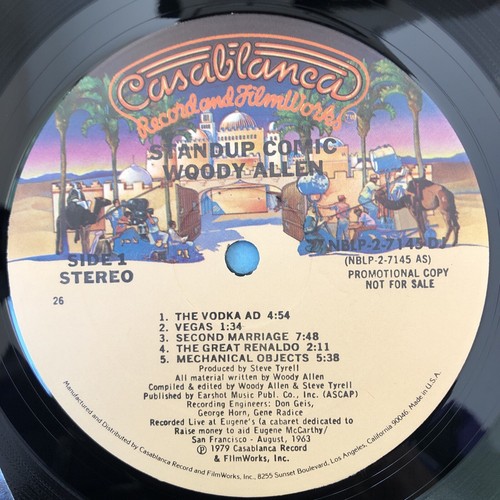 Casablanca
Record and FilmWorks™
STANDUP COMIC
WOODY ALLEN
SIDE 1
STEREO
NBLP-2-7145 DJ
(NBLP-2-7145 AS)
PROMOTIONAL COPY
NOT FOR SALE
26
1. THE VODKA AD 4:54
2. VEGAS 1:34
3. SECOND MARRIAGE 7:48
4. THE GREAT RENALDO 2:11
5. MECHANICAL OBJECTS 5:38
Produced by Steve Tyrell
All material written by Woody Allen
Compiled & edited by Woody Allen & Steve Tyrell
Published by Earshot Music Publ. Co., Inc. (ASCAP)
Recording Engineers: Don Geis,
George Horn, Gene Radice
Recorded Live at Eugene's (a cabaret dedicated to
Raise money to aid Eugene McCarthy/
San Francisco - August, 1963
Ⓟ 1979 Casablanca Record
& FilmWorks, Inc.
Manufactured and Distributed by Casablanca Record and FilmWorks, Inc., 8255 Sunset Boulevard, Los Angeles, California 90046. Made in U.S.A.